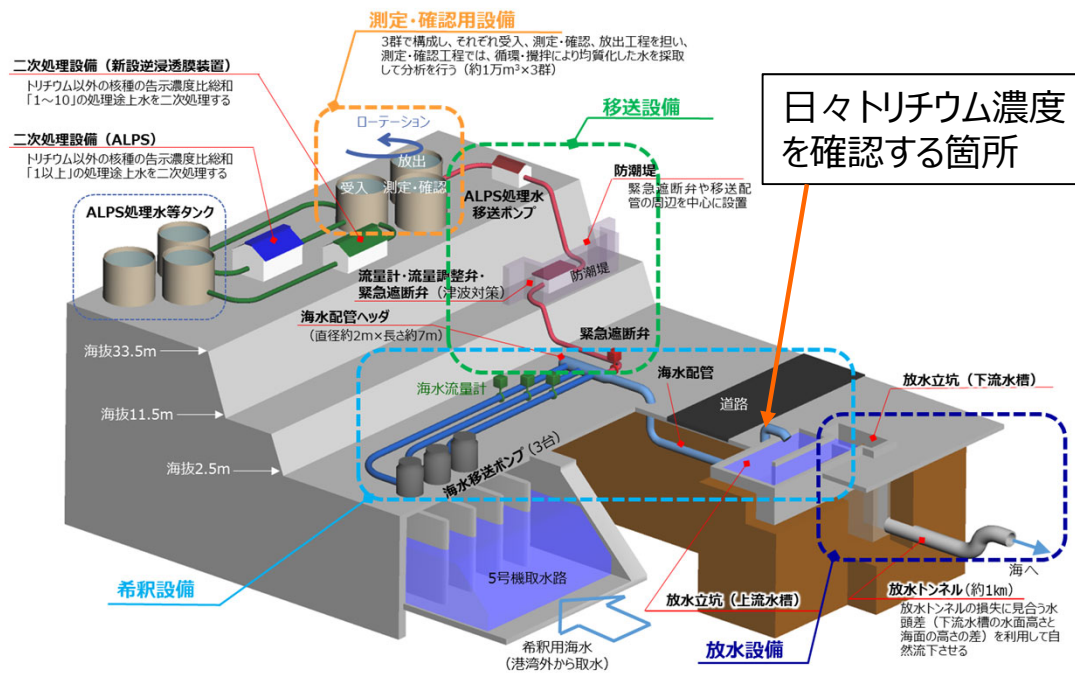 測定・確認用設備
3群で構成し、それぞれ受入、測定・確認、放出工程を担い、
測定・確認工程では、循環・攪拌により均質化した水を採取
して分析を行う（約1万m³×3群）
二次処理設備（新設逆浸透膜装置）
トリチウム以外の核種の告示濃度比総和
「1～10」の処理途上水を二次処理する
二次処理設備（ALPS）
トリチウム以外の核種の告示濃度比総和
「1以上」の処理途上水を二次処理する
ALPS処理水等タンク
ローテーション
放出
受入
測定・確認
移送設備
ALPS処理水
移送ポンプ
日々トリチウム濃度
を確認する箇所
防潮堤
緊急遮断弁や移送配
管の周辺を中心に設置
防潮堤
流量計・流量調整弁・
緊急遮断弁（津波対策）
海水配管ヘッダ
（直径約2m×長さ約7m）
緊急遮断弁
海水流量計
海水配管
道路
放水立坑（下流水槽）
海抜33.5m
海抜11.5m
海抜2.5m
海水移送ポンプ（3台）
5号機取水路
希釈設備
希釈用海水
（港湾外から取水）
放水立坑（上流水槽）
海へ
放水トンネル（約1km）
放水トンネルの損失に見合う水
頭差（下流水槽の水面高さと
海面の高さの差）を利用して自
然流下させる
放水設備